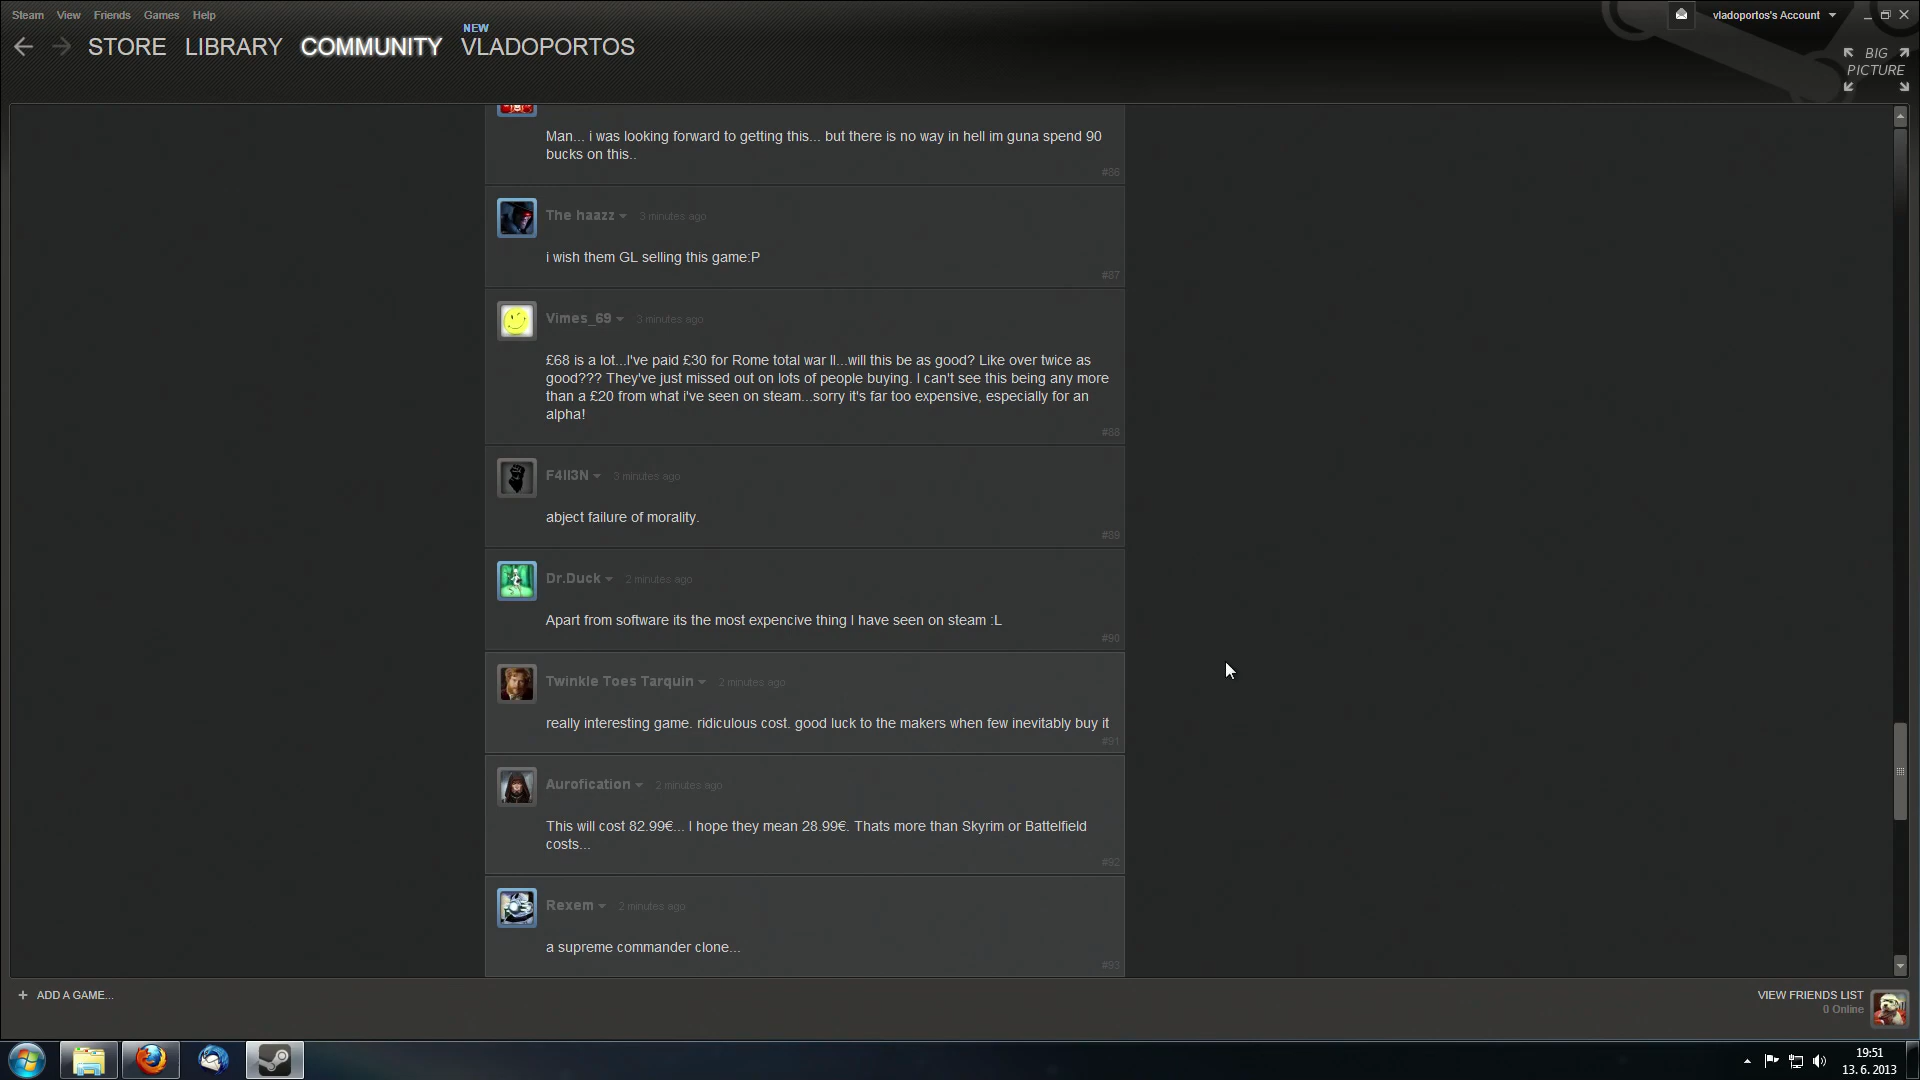 Steam View Friends Games Help
vladoportos's Account
NEW
STORE LIBRARY COMMUNITY VLADOPORTOS
BIG
PICTURE
Man... i was looking forward to getting this... but there is no way in hell im guna spend 90
bucks on this..
#86
The haazz 3 minutes ago
i wish them GL selling this game:P
#87
Vimes_69 3 minutes ago
£68 is a lot...I've paid £30 for Rome total war II...will this be as good? Like over twice as
good??? They've just missed out on lots of people buying. I can't see this being any more
than a £20 from what i've seen on steam...sorry it's far too expensive, especially for an
alpha!
#88
F4ll3N 3 minutes ago
abject failure of morality.
#89
Dr.Duck 2 minutes ago
Apart from software its the most expencive thing I have seen on steam :L
#90
Twinkle Toes Tarquin 2 minutes ago
really interesting game. ridiculous cost. good luck to the makers when few inevitably buy it
#91
Aurofication 2 minutes ago
This will cost 82.99€... I hope they mean 28.99€. Thats more than Skyrim or Battelfield
costs...
#92
Rexem 2 minutes ago
a supreme commander clone...
#93
+ ADD A GAME...
VIEW FRIENDS LIST
0 Online
19:51
13. 6. 2013